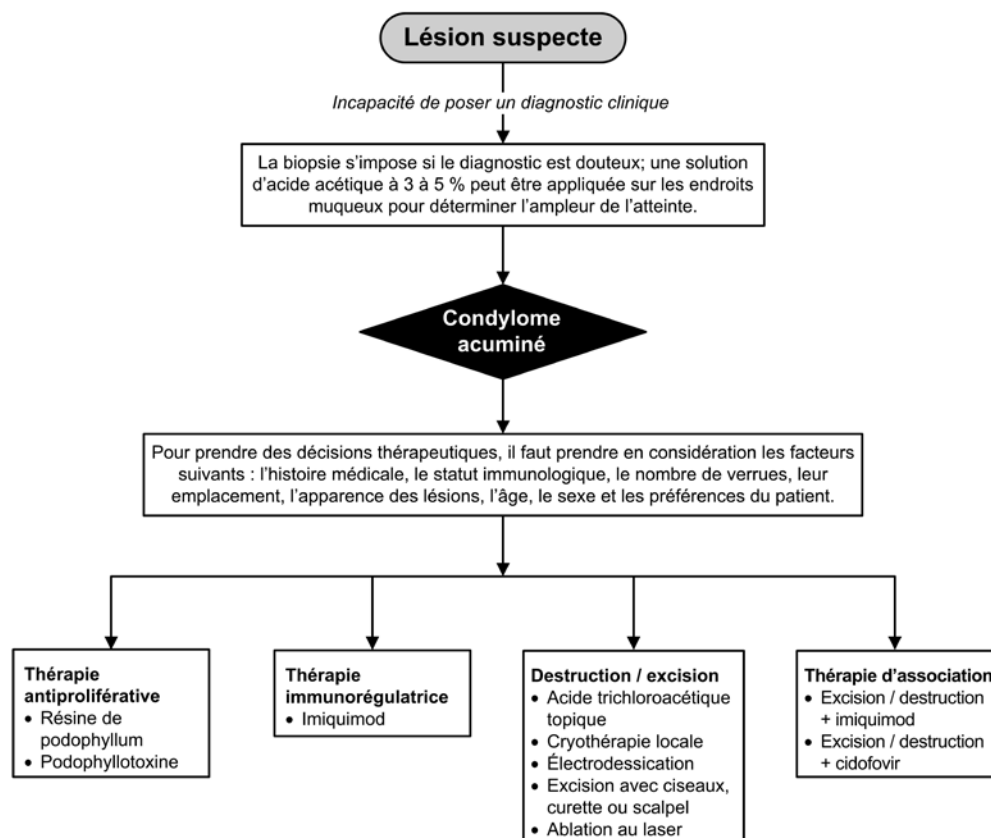 Lésion suspecte
Incapacité de poser un diagnostic clinique
La biopsie s'impose si le diagnostic est douteux; une solution
d'acide acétique à 3 à 5 % peut être appliquée sur les endroits
muqueux pour déterminer l'ampleur de l'atteinte.
Condylome
acuminé
Pour prendre des décisions thérapeutiques, il faut prendre en considération les facteurs
suivants : l'histoire médicale, le statut immunologique, le nombre de verrues, leur
emplacement, l'apparence des lésions, l'âge, le sexe et les préférences du patient.
Thérapie
antiproliférative
• Résine de
podophyllum
• Podophyllotoxine
Thérapie
immunorégulatrice
• Imiquimod
Destruction / excision
• Acide trichloroacétique
topique
• Cryothérapie locale
• Électrodessication
• Excision avec ciseaux,
curette ou scalpel
• Ablation au laser
Thérapie d'association
• Excision / destruction
+ imiquimod
• Excision / destruction
+ cidofovir